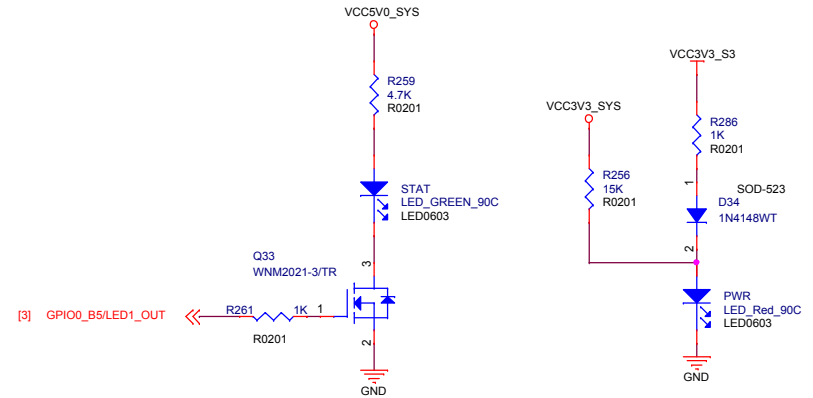 VCC5V0_SYS
R259
4.7K
R0201
STAT
LED_GREEN_90C
LED0603
Q33
WNM2021-3/TR
3
[3] GPIO0_B5/LED1_OUT
R261 1K 1
R0201
2
GND
VCC3V3_S3
VCC3V3_SYS
R286
1K
R0201
R256
15K
R0201
1
SOD-523
D34
1N4148WT
2
PWR
LED_Red_90C
LED0603
GND